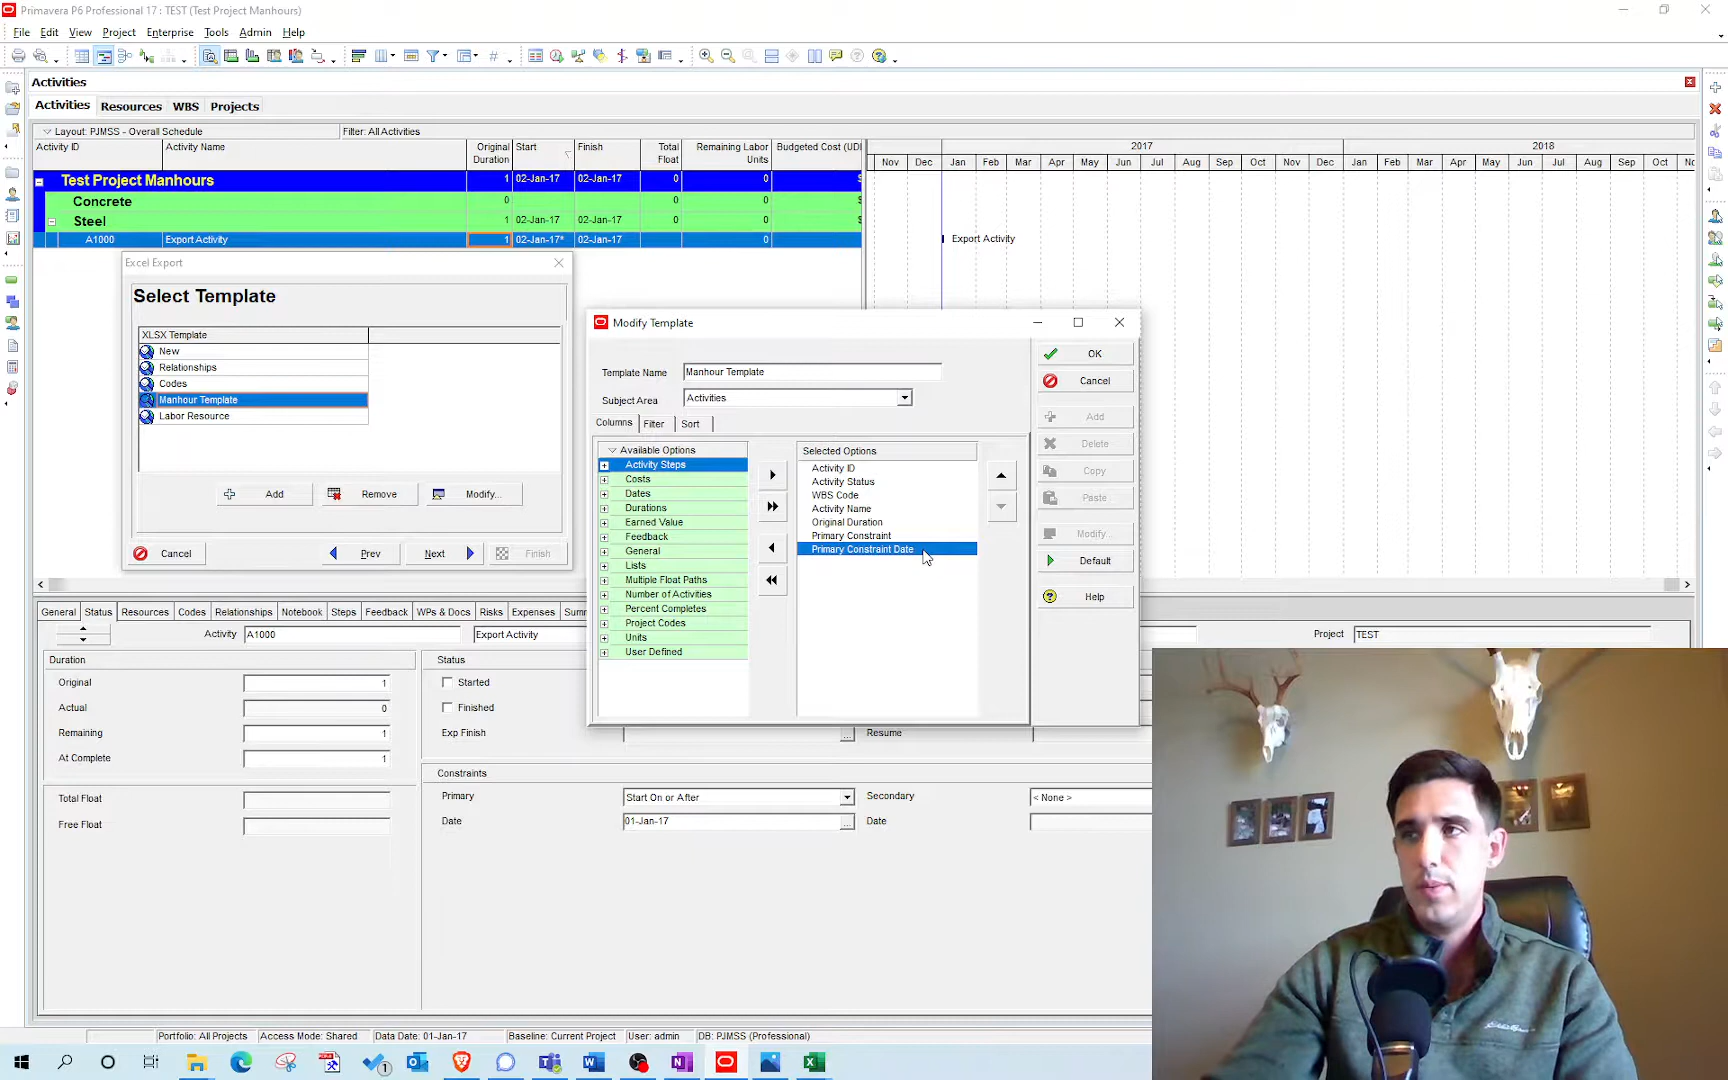 Primavera P6 Professional 17 : TEST (Test Project Manhours)
File Edit View Project Enterprise Tools Admin Help
Activities
Activities Resources WBS Projects
Layout: PJMSS - Overall Schedule Filter: All Activities
Activity ID Activity Name Original Duration Start Finish Total Float Remaining Labor Units Budgeted Cost (UDI
2017 2018
Nov Dec Jan Feb Mar Apr May Jun Jul Aug Sep Oct Nov Dec Jan Feb Mar Apr May Jun Jul Aug Sep Oct Nc
Test Project Manhours 1 02-Jan-17 02-Jan-17 0 0 $
Concrete 0 0 $
Steel 1 02-Jan-17 02-Jan-17 0 0 $
A1000 Export Activity 1 02-Jan-17* 02-Jan-17 0 Export Activity
Excel Export
Select Template
XLSX Template
New
Relationships
Codes
Manhour Template
Labor Resource
Add Remove Modify...
Cancel Prev Next Finish
Modify Template
Template Name Manhour Template
Subject Area Activities
Columns Filter Sort
Available Options
Activity Steps
Costs
Dates
Durations
Earned Value
Feedback
General
Lists
Multiple Float Paths
Number of Activities
Percent Completes
Project Codes
Units
User Defined
Selected Options
Activity ID
Activity Status
WBS Code
Activity Name
Original Duration
Primary Constraint
Primary Constraint Date
OK
Cancel
Add
Delete
Copy
Paste
Modify...
Default
Help
General Status Resources Codes Relationships Notebook Steps Feedback WPs & Docs Risks Expenses Sumr
Activity A1000 Export Activity Project TEST
Duration
Original 1
Actual 0
Remaining 1
At Complete 1
Total Float
Free Float
Status
Started
Finished
Exp Finish Resume
Constraints
Primary Start On or After Secondary < None >
Date 01-Jan-17 Date
Portfolio: All Projects Access Mode: Shared Data Date: 01-Jan-17 Baseline: Current Project User: admin DB: PJMSS (Professional)